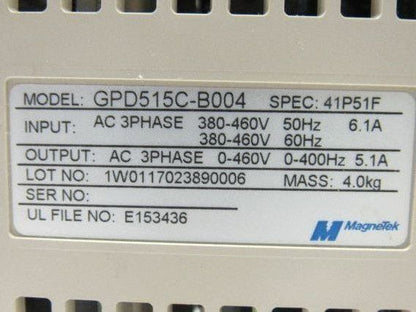 MODEL: GPD515C-B004 SPEC: 41P51F
INPUT: AC 3PHASE 380-460V 50Hz 6.1A
380-460V 60Hz
OUTPUT: AC 3PHASE 0-460V 0-400Hz 5.1A
LOT NO: 1W0117023890006 MASS: 4.0kg
SER NO:
UL FILE NO: E153436
MagneTek